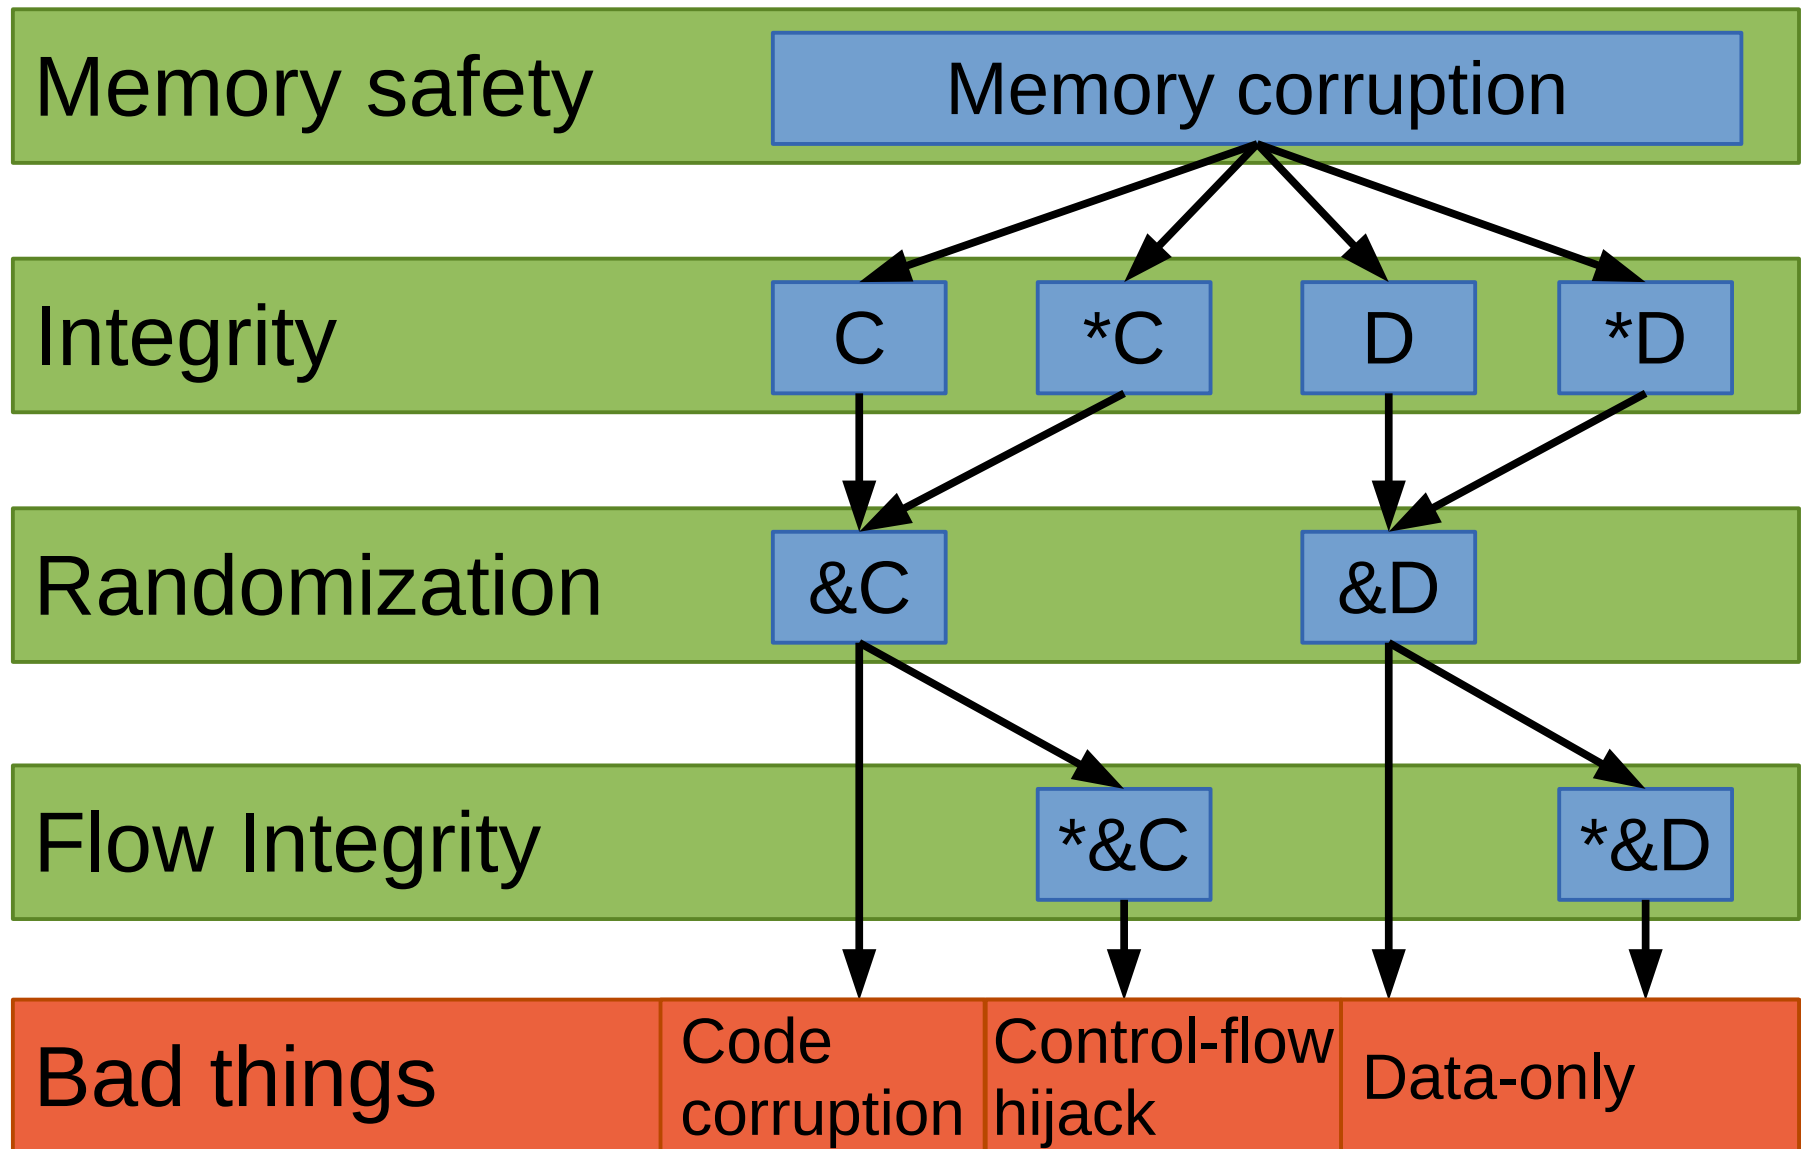 Memory safety
Memory corruption
Integrity
C
*C
D
*D
Randomization
&C
&D
Flow Integrity
*&C
*&D
Bad things
Code
corruption
Control-flow
hijack
Data-only